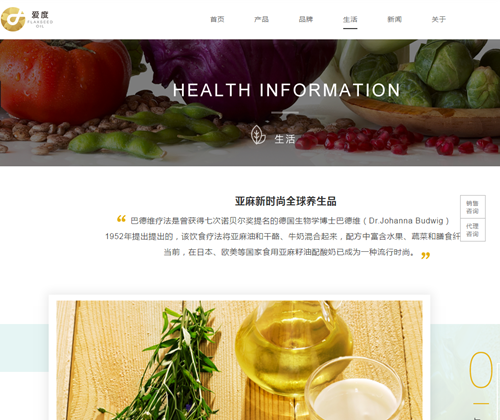 爱度
FLAXSEED
OIL
首页 产品 品牌 生活 新闻 关于
HEALTH INFORMATION
生活
亚麻新时尚全球养生品
“ 巴德维疗法是曾获得七次诺贝尔奖提名的德国生物学博士巴德维（Dr.Johanna Budwig）
1952年提出提出的，该饮食疗法将亚麻油和干酪、牛奶混合起来，配方中富含水果、蔬菜和膳食纤
当前，在日本、欧美等国家食用亚麻籽油配酸奶已成为一种流行时尚。 ”
销售
咨询
代理
咨询
0